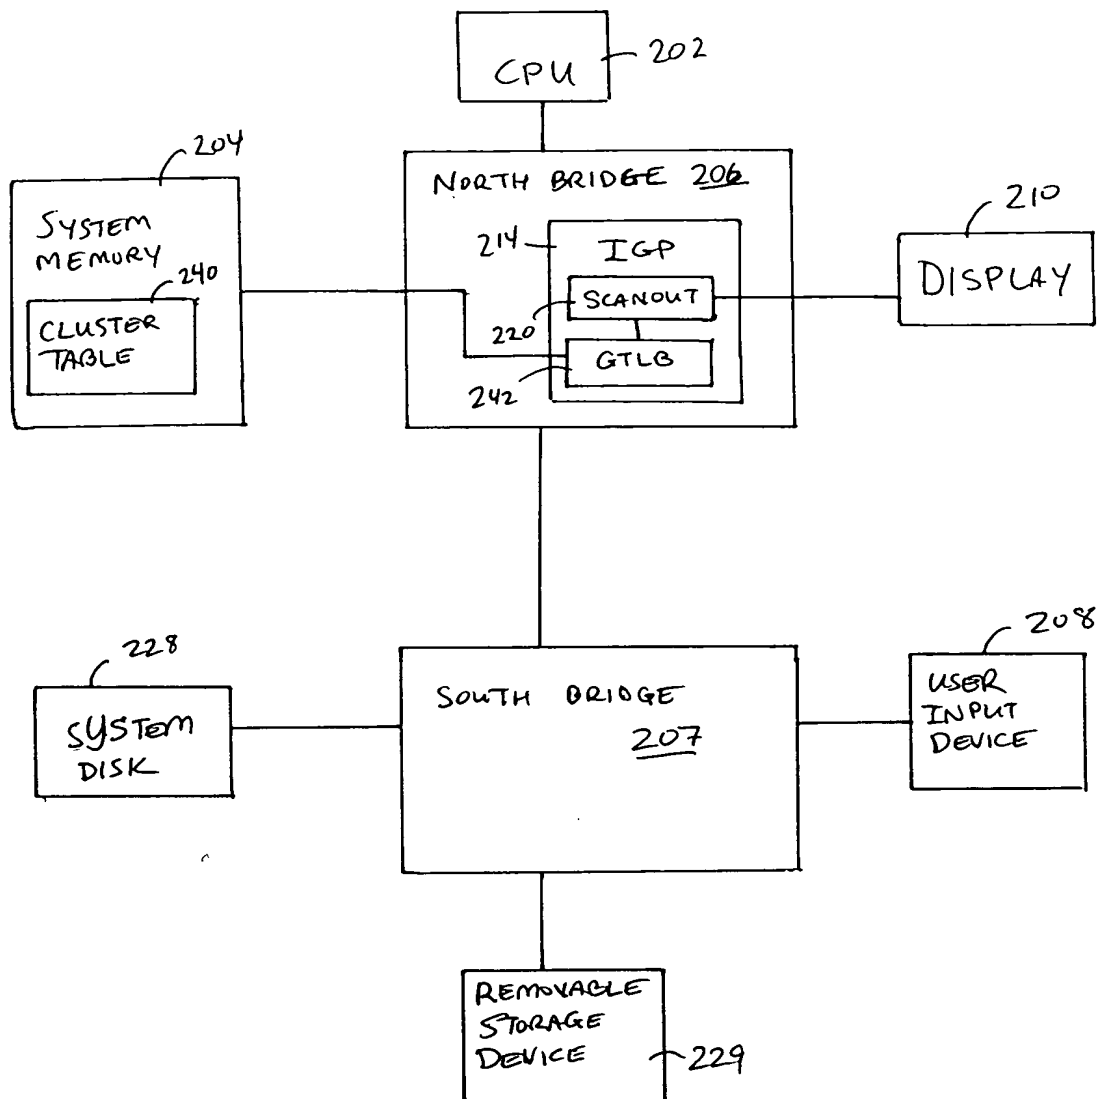 CPU
202
204
SYSTEM
MEMORY
240
CLUSTER
TABLE
NORTH BRIDGE 206
214
IGP
SCANOUT
220
GTLB
242
210
DISPLAY
228
SYSTEM
DISK
SOUTH BRIDGE
207
208
USER
INPUT
DEVICE
REMOVABLE
STORAGE
DEVICE
229